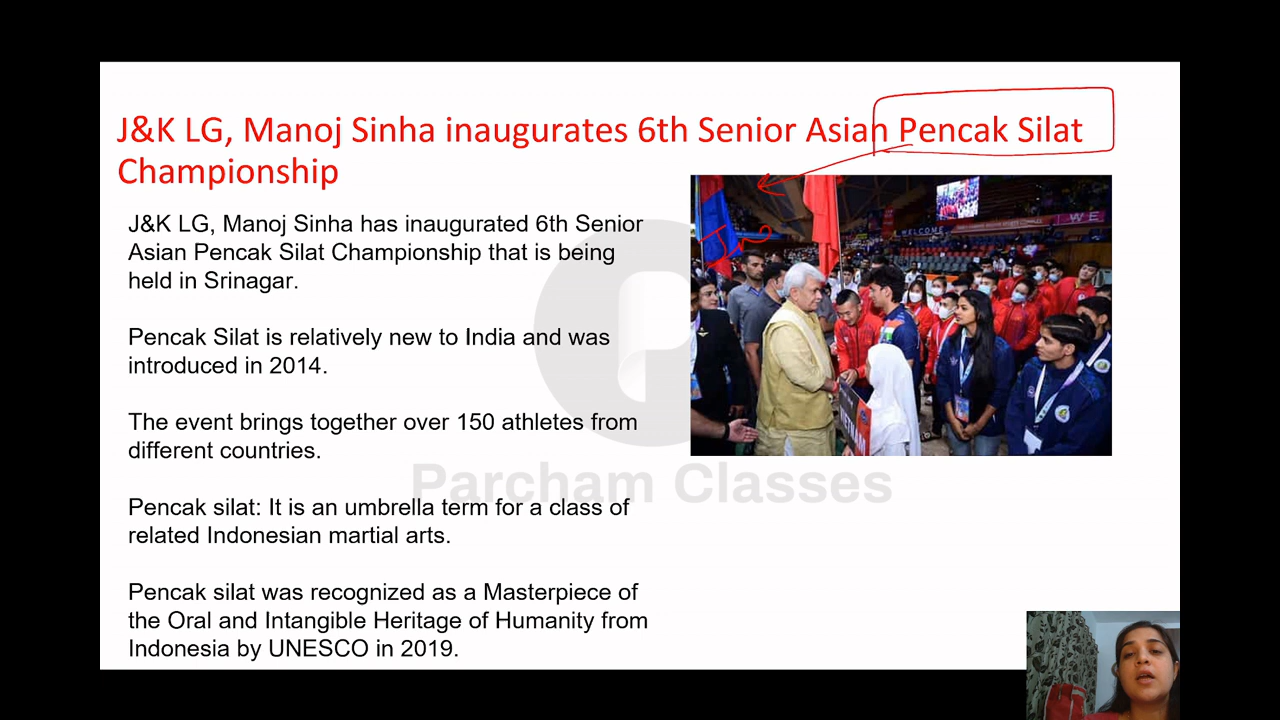 J&K LG, Manoj Sinha inaugurates 6th Senior Asian Pencak Silat
Championship
J&K LG, Manoj Sinha has inaugurated 6th Senior
Asian Pencak Silat Championship that is being
held in Srinagar.
Pencak Silat is relatively new to India and was
introduced in 2014.
The event brings together over 150 athletes from
different countries.
Pencak silat: It is an umbrella term for a class of
related Indonesian martial arts.
Pencak silat was recognized as a Masterpiece of
the Oral and Intangible Heritage of Humanity from
Indonesia by UNESCO in 2019.
WELCOME
WE
VIETNAM
Parcham Classes